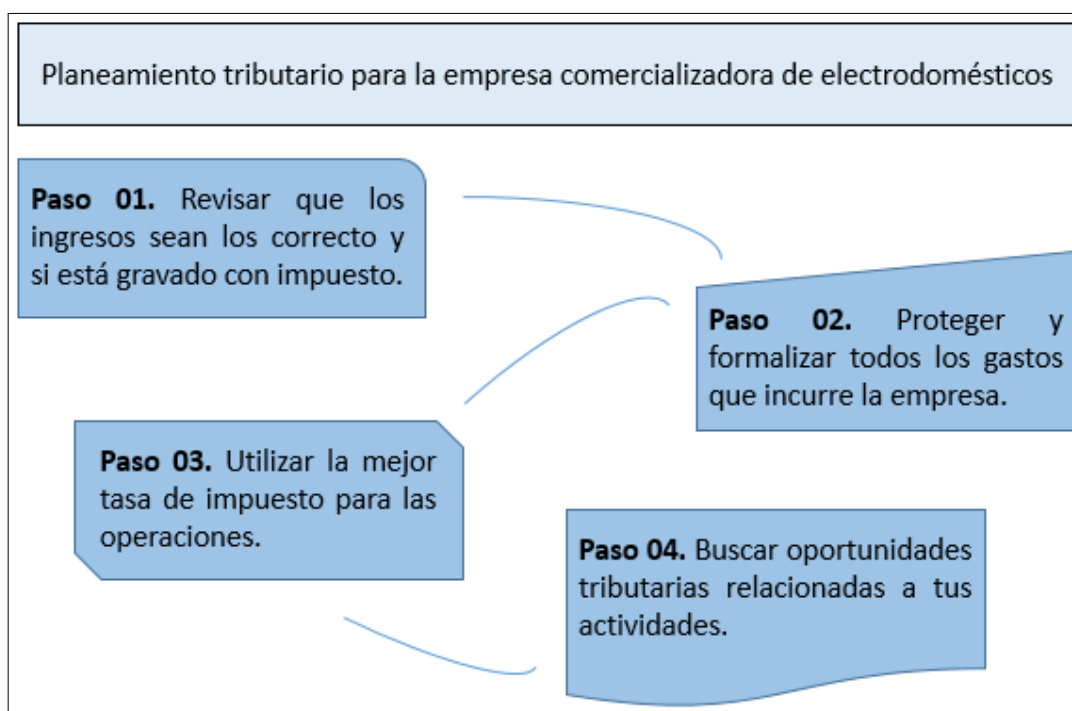 Planeamiento tributario para la empresa comercializadora de electrodomésticos
Paso 01. Revisar que los
ingresos sean los correcto y
si está gravado con impuesto.
Paso 02. Proteger y
formalizar todos los gastos
que incurre la empresa.
Paso 03. Utilizar la mejor
tasa de impuesto para las
operaciones.
Paso 04. Buscar oportunidades
tributarias relacionadas a tus
actividades.